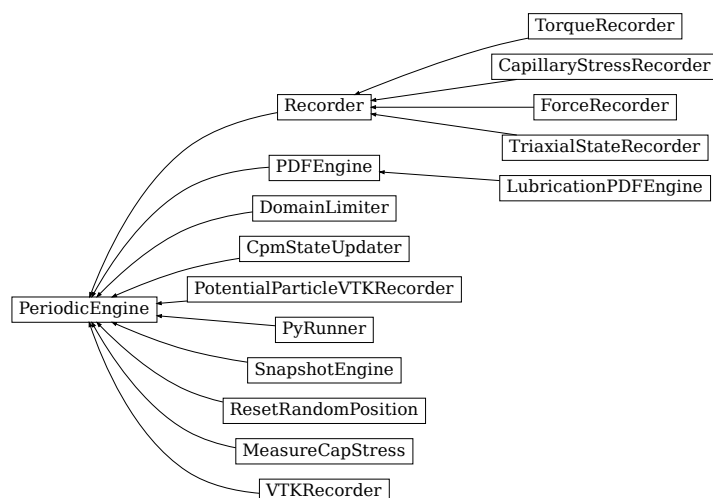 TorqueRecorder
CapillaryStressRecorder
Recorder
ForceRecorder
TriaxialStateRecorder
PDFEngine
LubricationPDFEngine
DomainLimiter
CpmStateUpdater
PotentialParticleVTKRecorder
PeriodicEngine
PyRunner
SnapshotEngine
ResetRandomPosition
MeasureCapStress
VTKRecorder